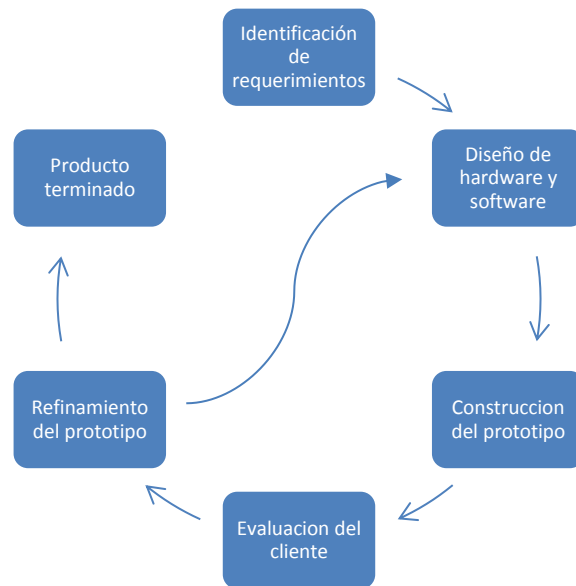 Identificación
de
requerimientos
Diseño de
hardware y
software
Construccion
del prototipo
Evaluacion del
cliente
Refinamiento
del prototipo
Producto
terminado